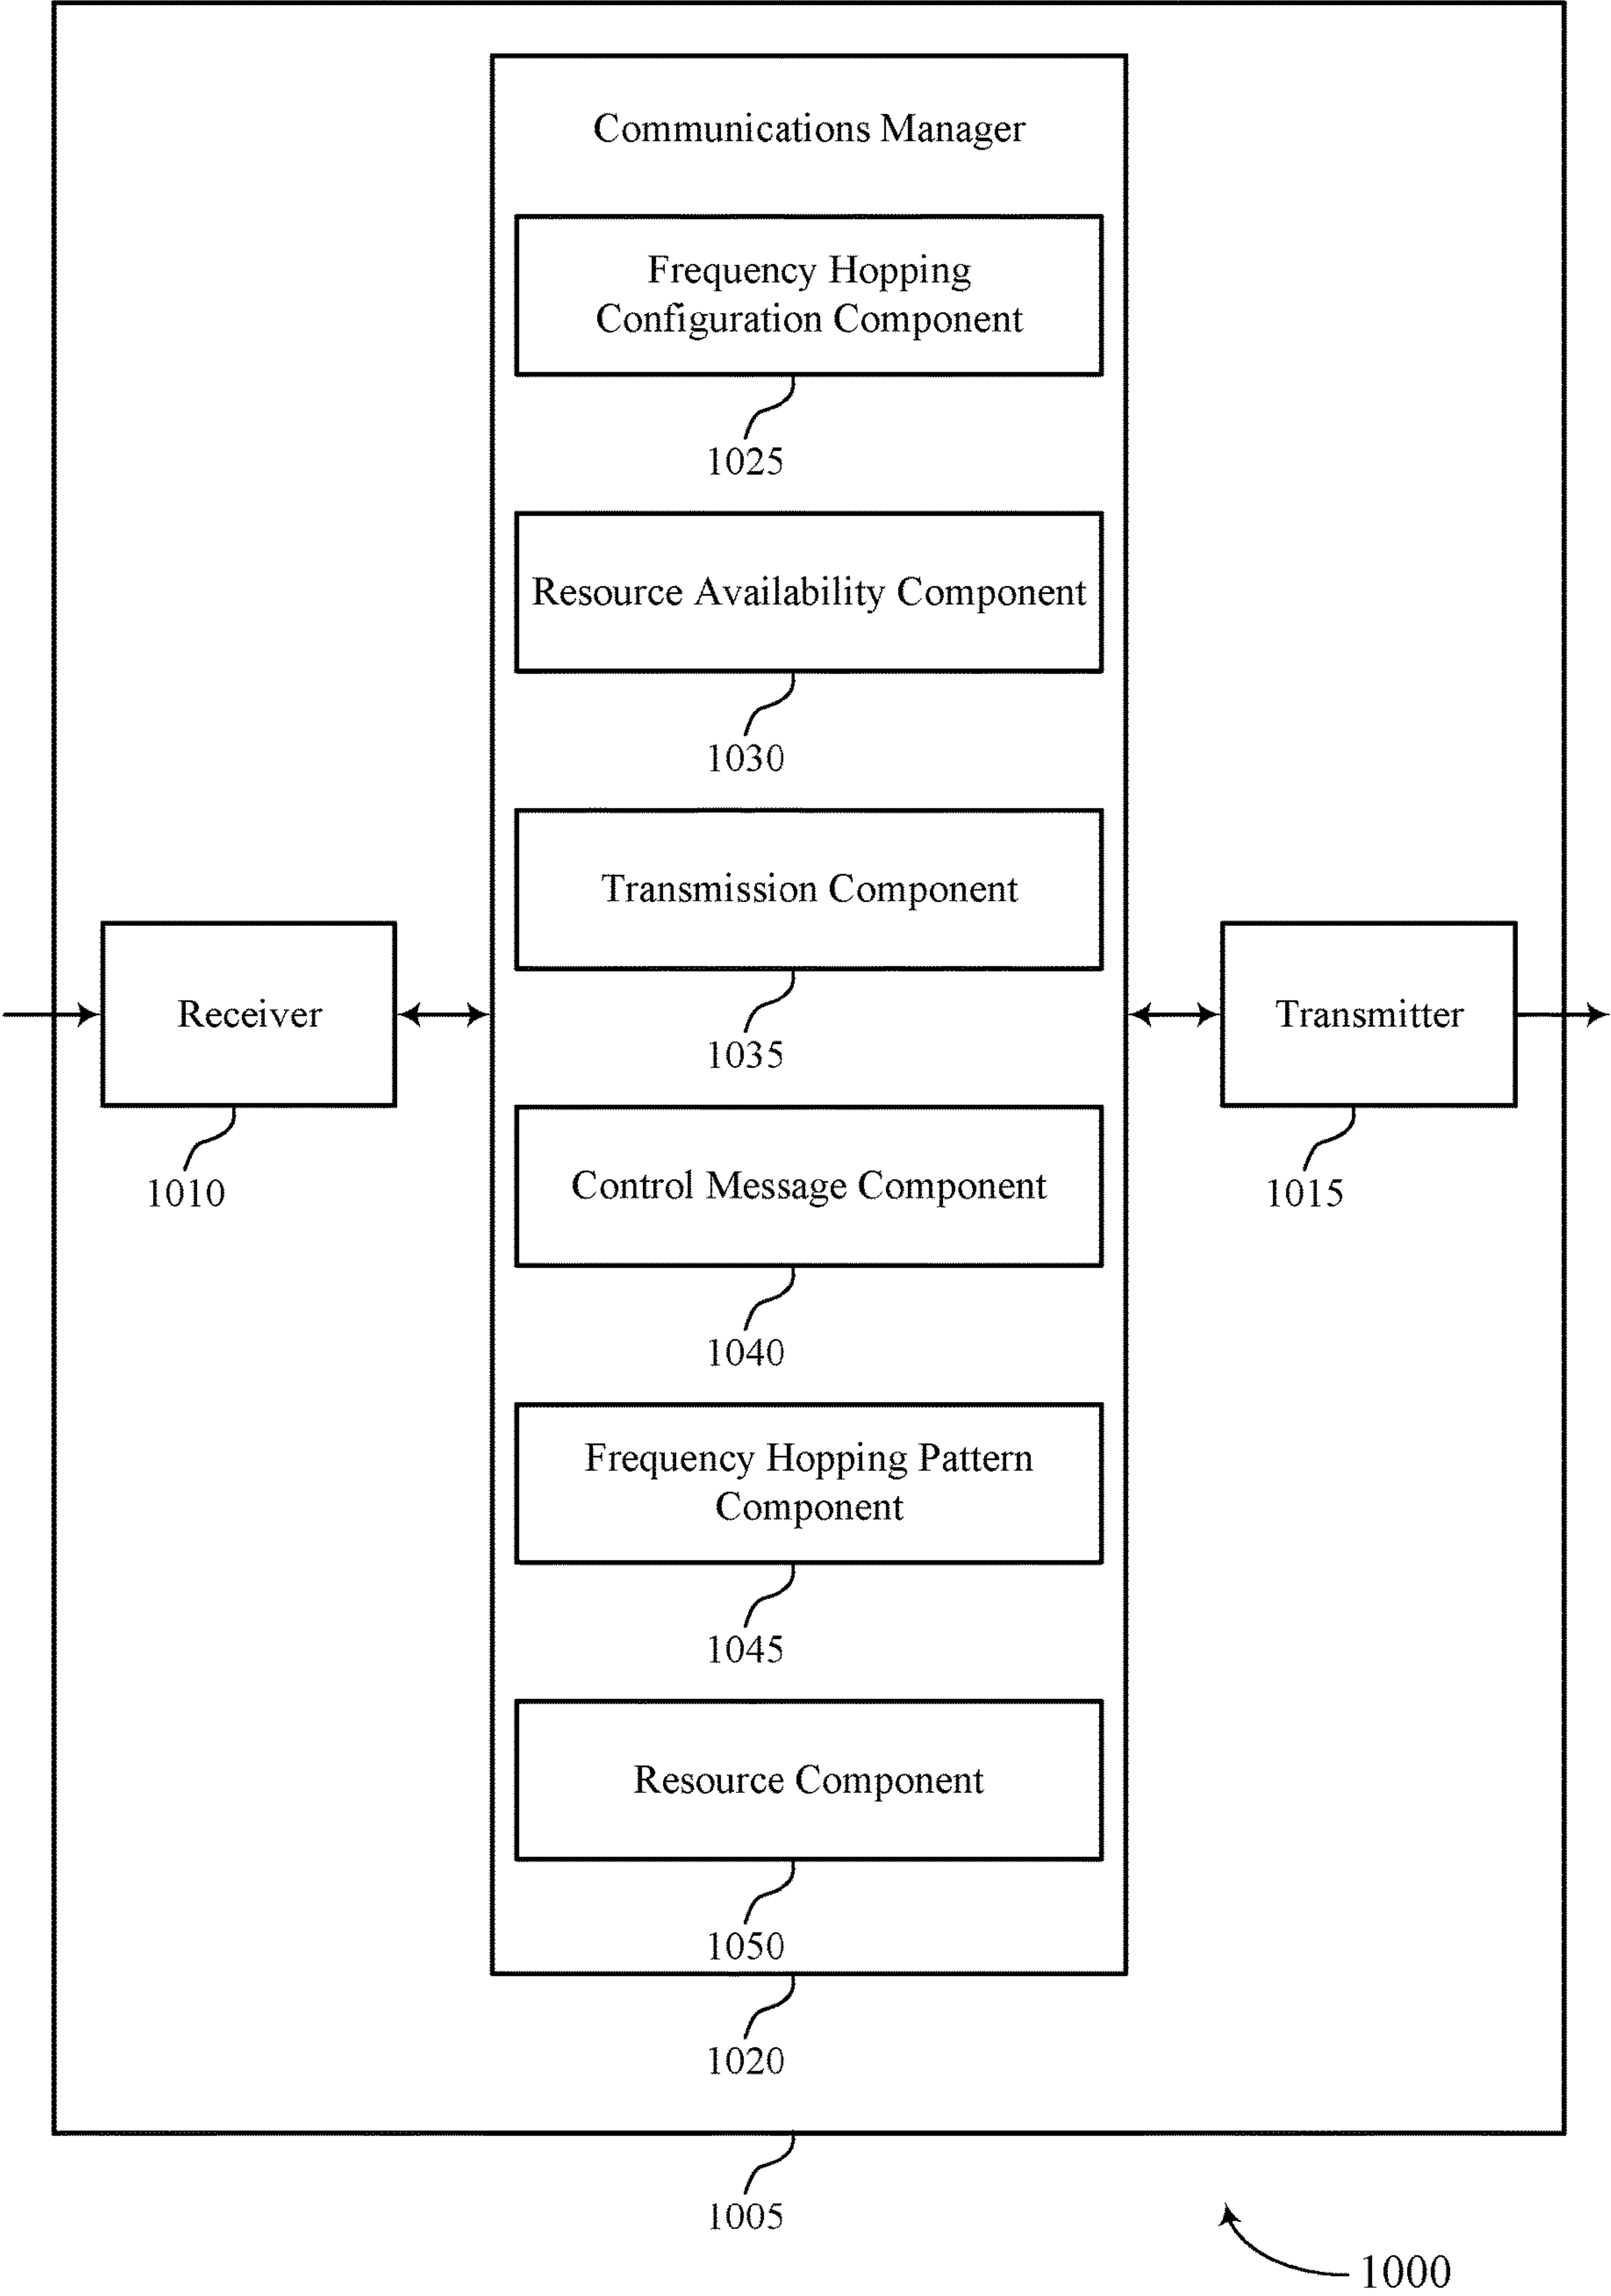 Communications Manager
Frequency Hopping
Configuration Component
1025
Resource Availability Component
1030
Transmission Component
1035
Receiver
1010
Transmitter
1015
Control Message Component
1040
Frequency Hopping Pattern
Component
1045
Resource Component
1050
1020
1005
1000